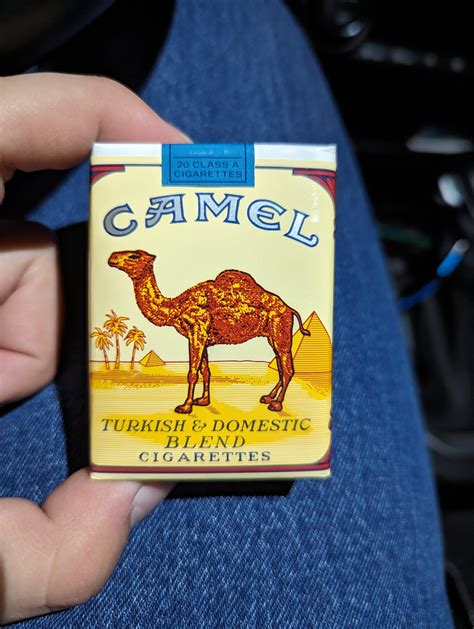 20 CLASS A
CIGARETTES
CAMEL
TURKISH & DOMESTIC
BLEND
CIGARETTES